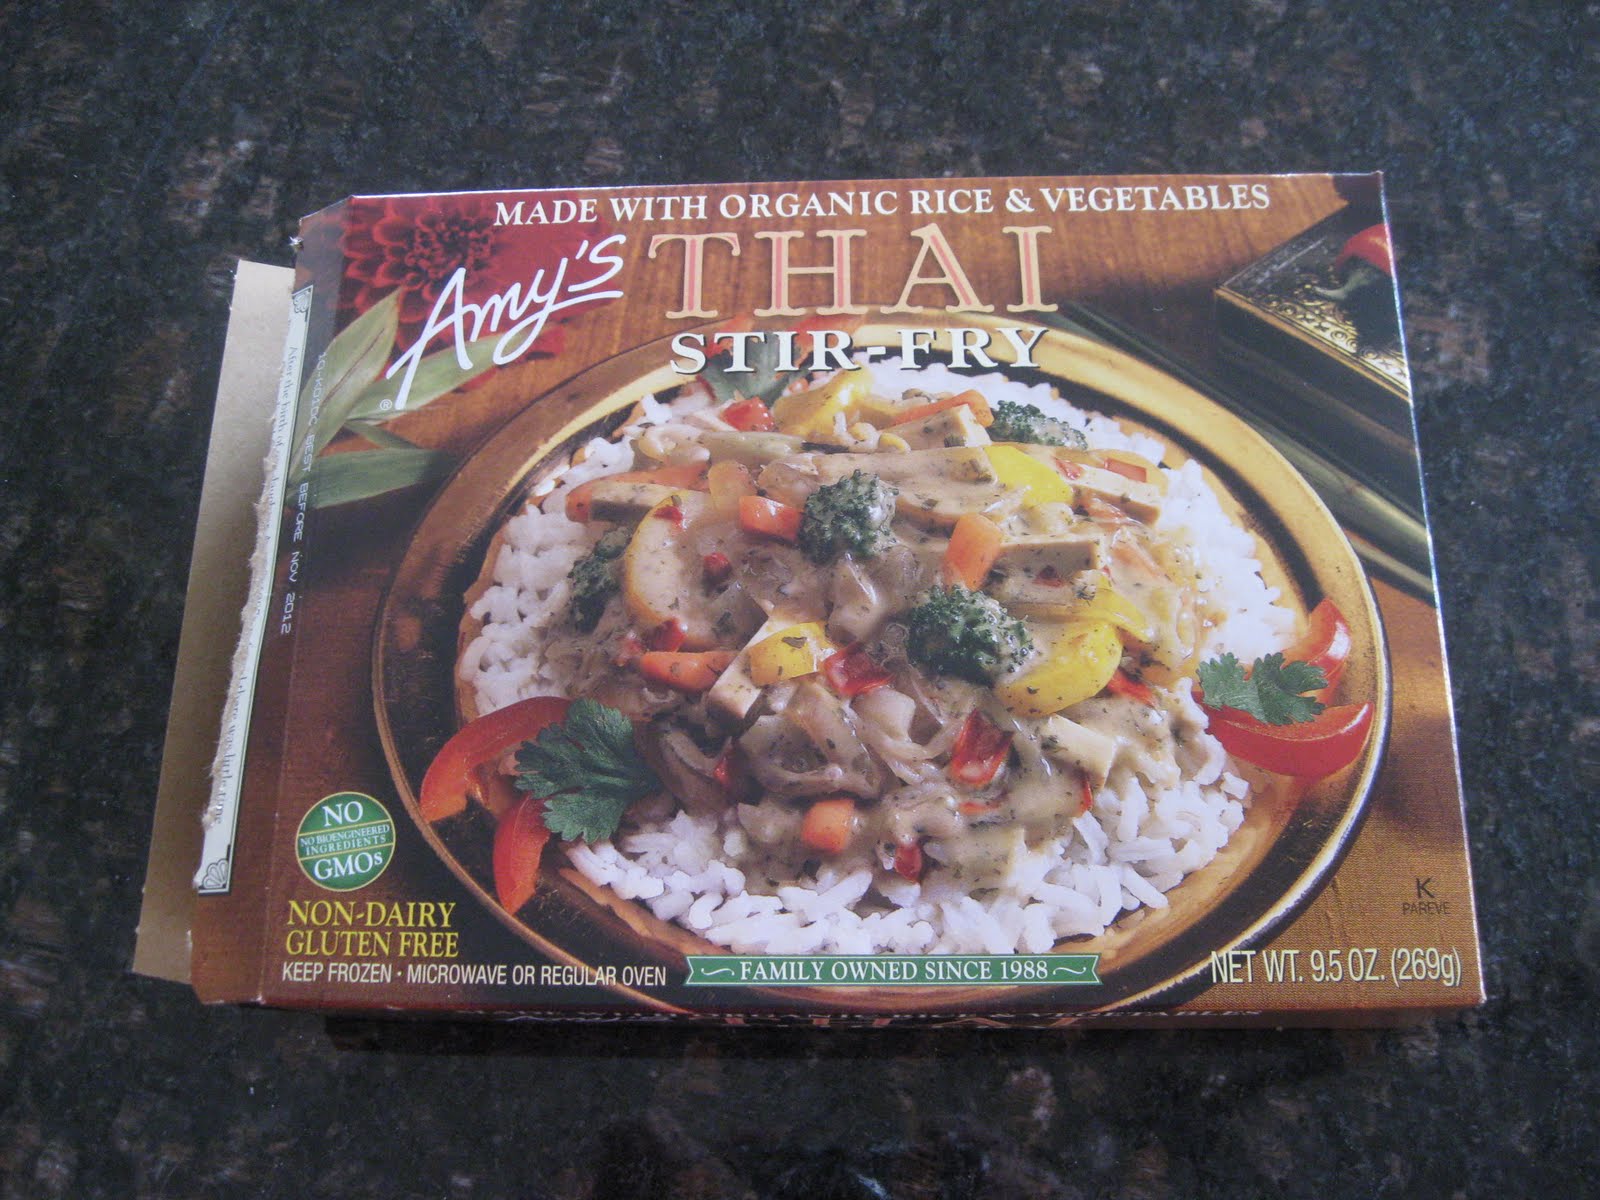 MADE WITH ORGANIC RICE & VEGETABLES
Amy's
®
THAI
STIR-FRY
BEST BEFORE NOV 2012
NO
NO BIOENGINEERED
INGREDIENTS
GMOs
NON-DAIRY
GLUTEN FREE
KEEP FROZEN • MICROWAVE OR REGULAR OVEN
FAMILY OWNED SINCE 1988
K
PAREVE
NET WT. 9.5 OZ. (269g)